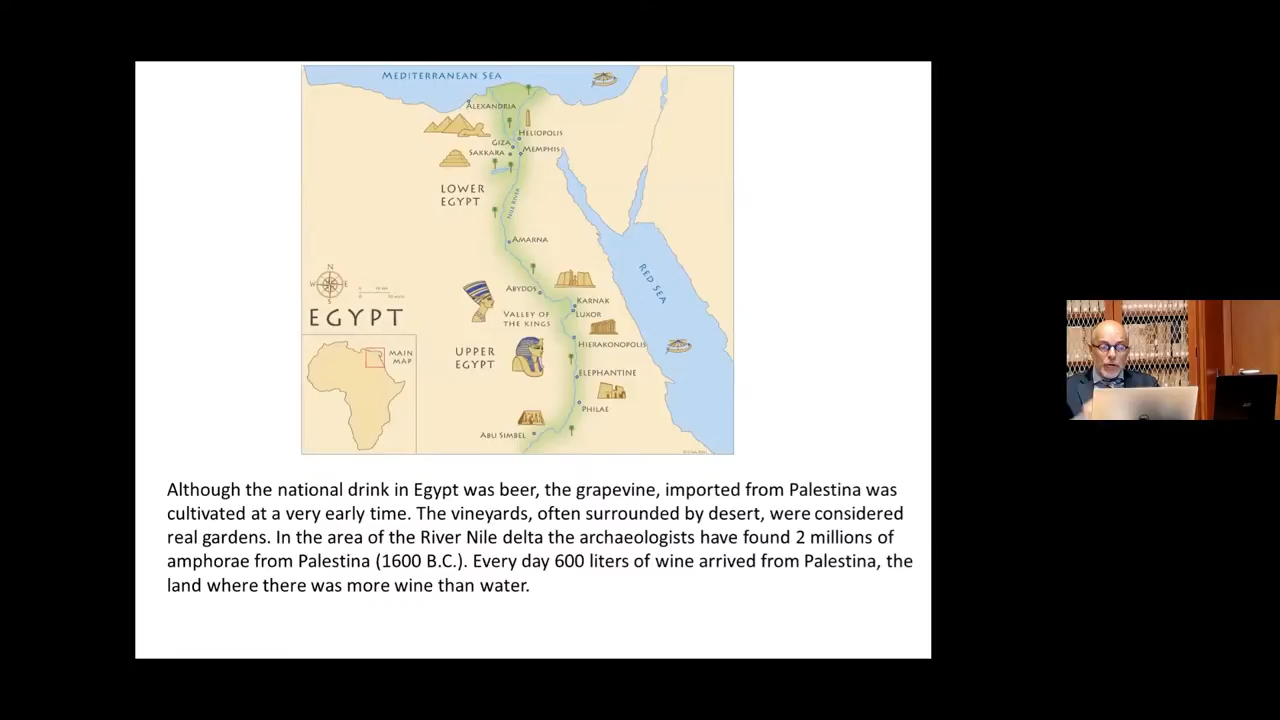 MEDITERRANEAN SEA
ALEXANDRIA
HELIOPOLIS
GIZA
SAKKARA
MEMPHIS
LOWER
EGYPT
NILE RIVER
AMARNA
RED SEA
N
W
E
S
ABYDOS
KARNAK
LUXOR
VALLEY OF
THE KINGS
EGYPT
HIERAKONOPOLIS
MAIN
MAP
UPPER
EGYPT
ELEPHANTINE
PHILAE
ABU SIMBEL
Although the national drink in Egypt was beer, the grapevine, imported from Palestina was
cultivated at a very early time. The vineyards, often surrounded by desert, were considered
real gardens. In the area of the River Nile delta the archaeologists have found 2 millions of
amphorae from Palestina (1600 B.C.). Every day 600 liters of wine arrived from Palestina, the
land where there was more wine than water.